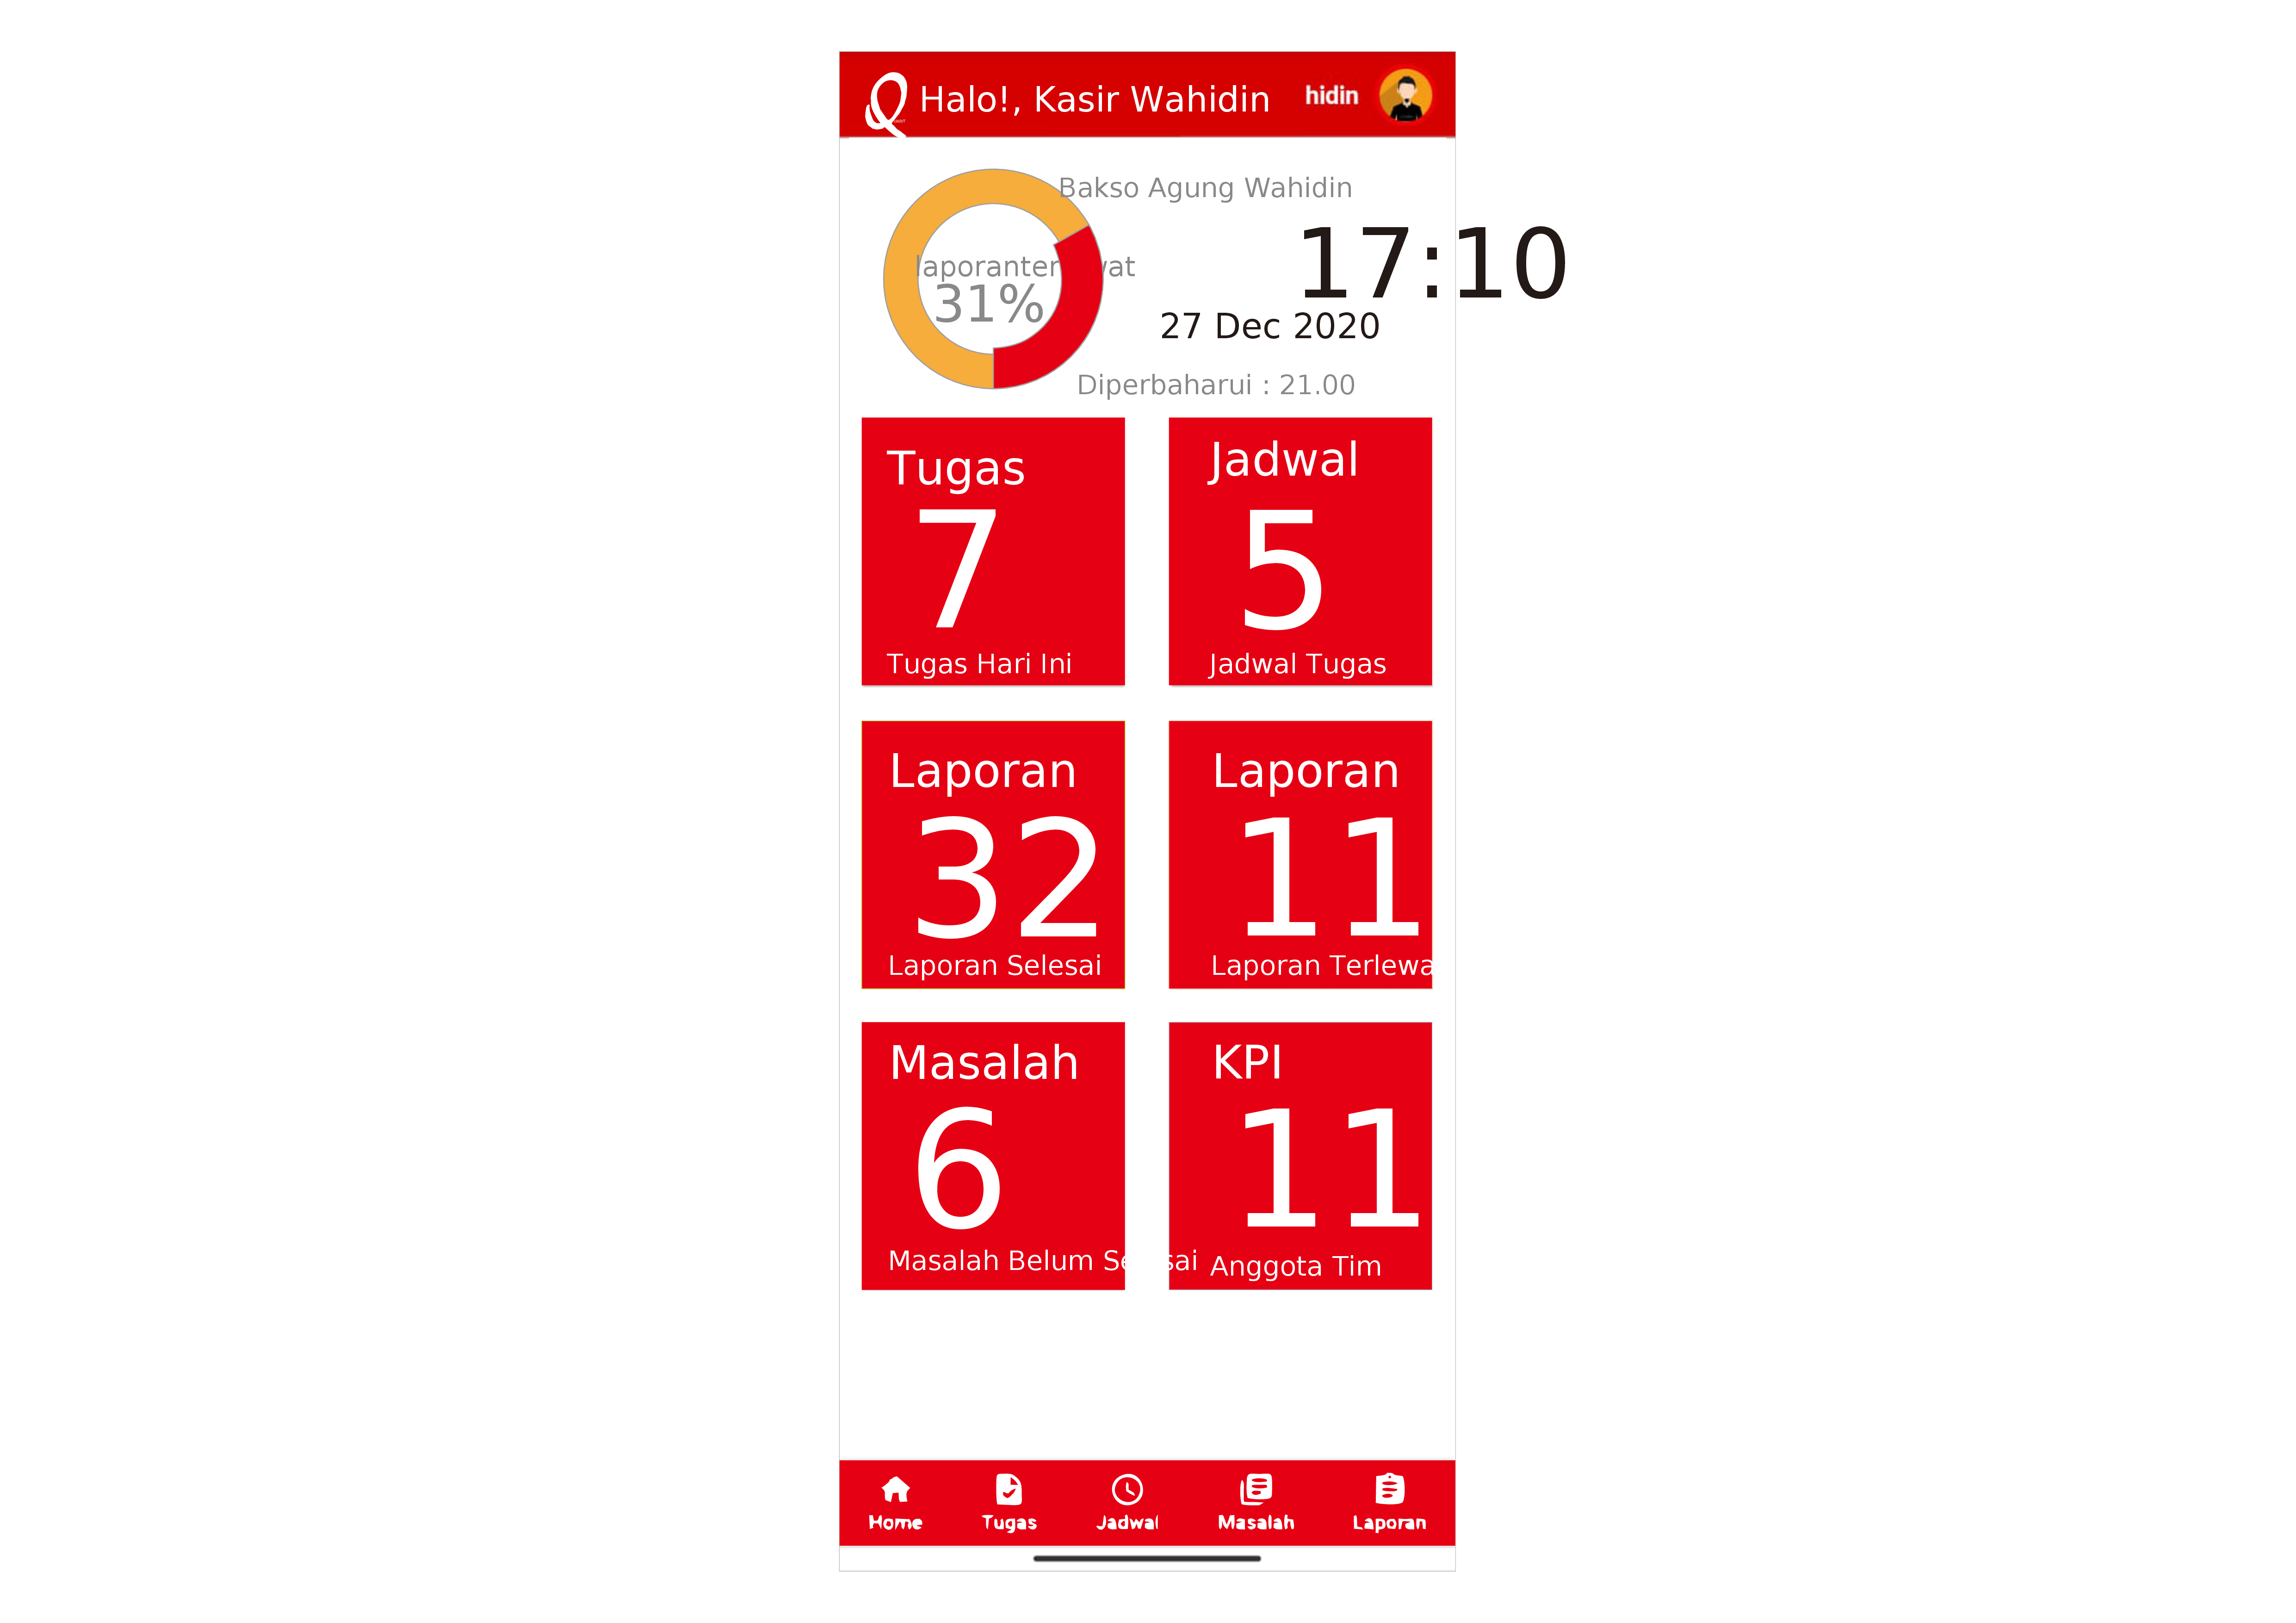 Halo!, Kasir Wahidin
hidin
Bakso Agung Wahidin
17:10
31%
27 Dec 2020
Diperbaharui : 21.00
Tugas
7
Tugas Hari Ini
Jadwal
5
Jadwal Tugas
Laporan
32
Laporan Selesai
Laporan
11
Laporan Terlewa
Masalah
6
Masalah Belum
KPI
11
Anggota Tim
Home
Tugas
Jadwal
Masalah
Laporan